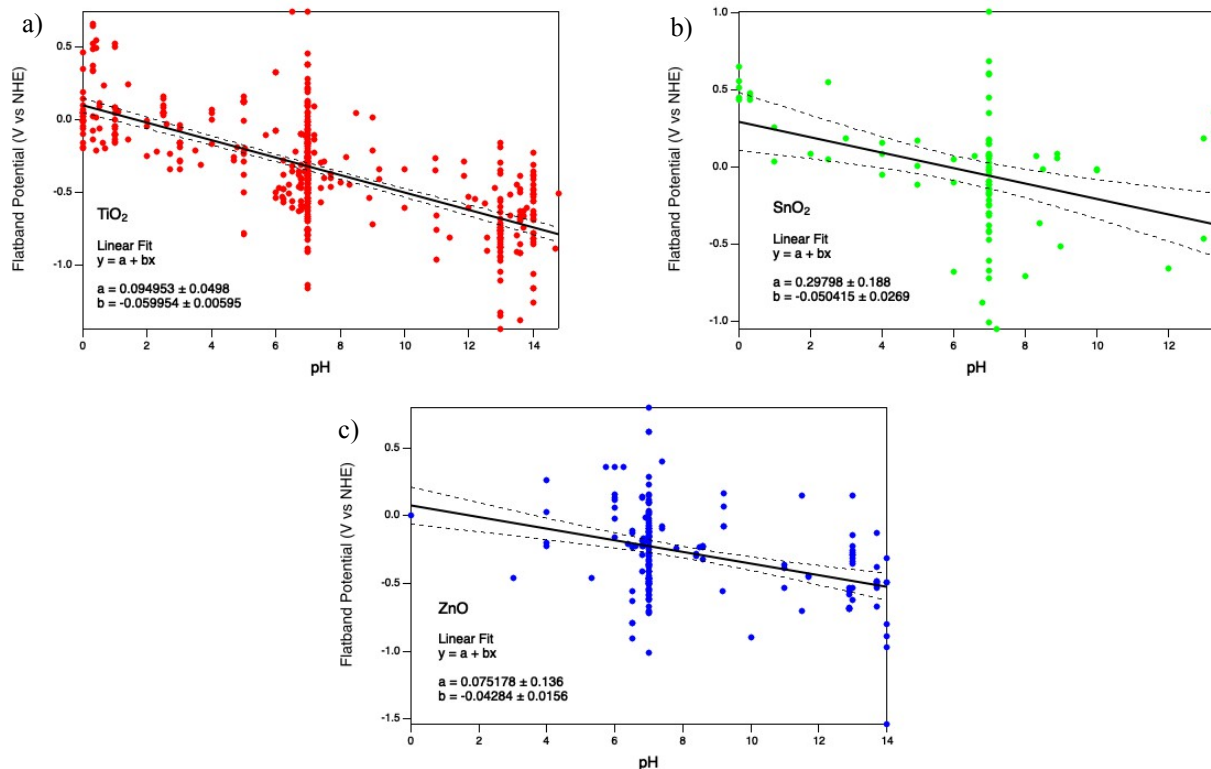 a)
Flatband Potential (V vs NHE)
0.5
0.0
-0.5
-1.0
TiO2
Linear Fit
y = a + bx
a = 0.094953 ± 0.0498
b = -0.059954 ± 0.00595
0 2 4 6 8 10 12 14
pH
b)
Flatband Potential (V vs NHE)
1.0
0.5
0.0
-0.5
-1.0
SnO2
Linear Fit
y = a + bx
a = 0.29798 ± 0.188
b = -0.050415 ± 0.0269
0 2 4 6 8 10 12
pH
c)
Flatband Potential (V vs NHE)
0.5
0.0
-0.5
-1.0
-1.5
ZnO
Linear Fit
y = a + bx
a = 0.075178 ± 0.136
b = -0.04284 ± 0.0156
0 2 4 6 8 10 12 14
pH